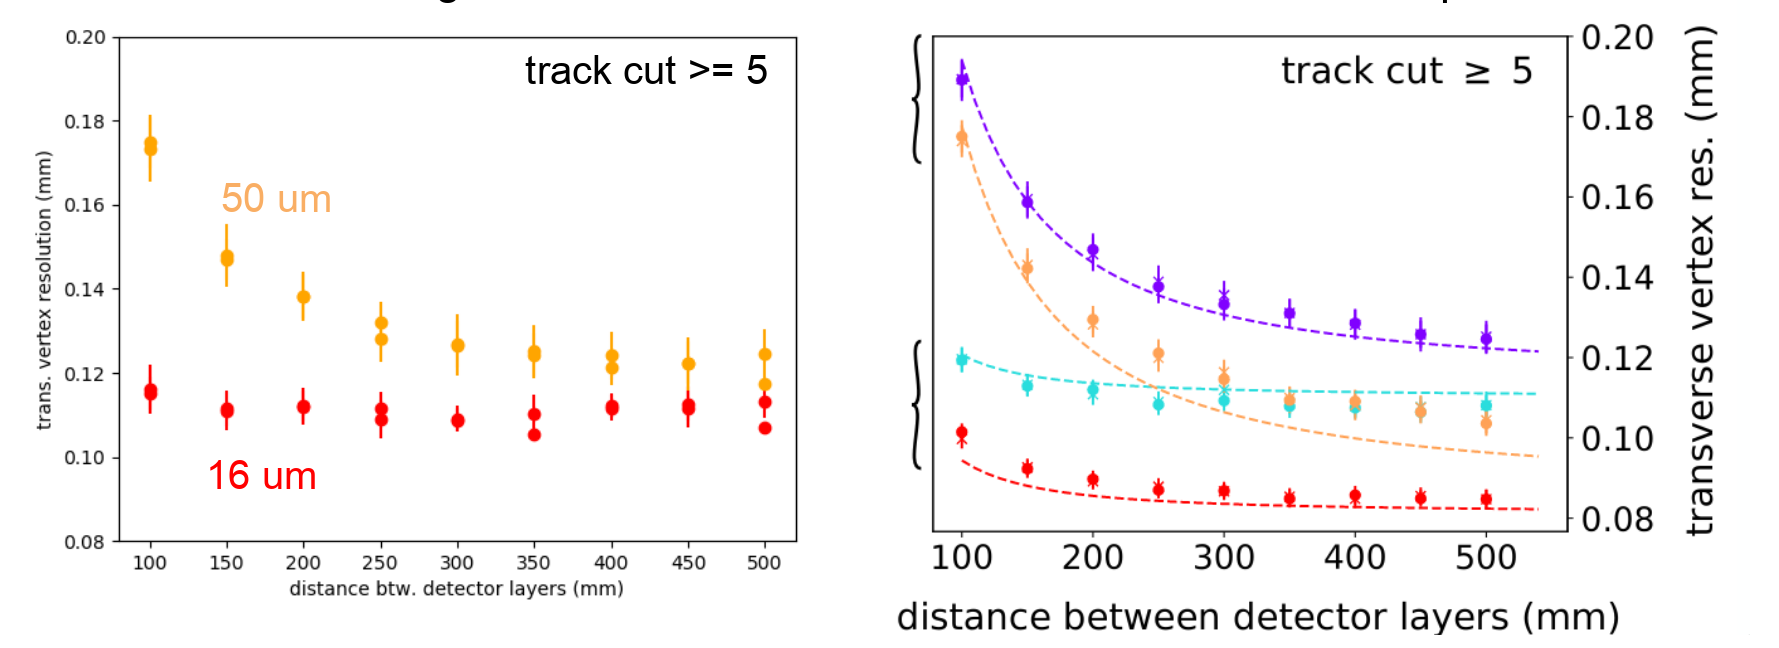 0.20
0.18
0.16
0.14
0.12
0.10
0.08
trans. vertex resolution (mm)
track cut >= 5
50 um
16 um
100 150 200 250 300 350 400 450 500
distance btw. detector layers (mm)
track cut ≥ 5
0.20
0.18
0.16
0.14
0.12
0.10
0.08
transverse vertex res. (mm)
100 200 300 400 500
distance between detector layers (mm)